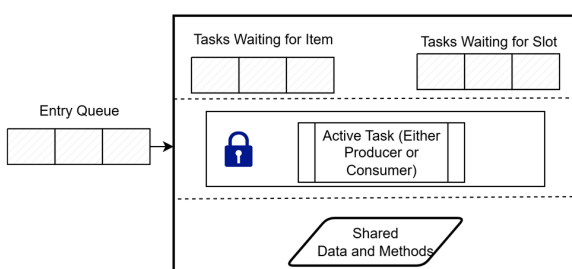 Tasks Waiting for Item
Tasks Waiting for Slot
Entry Queue
Active Task (Either
Producer or
Consumer)
Shared
Data and Methods